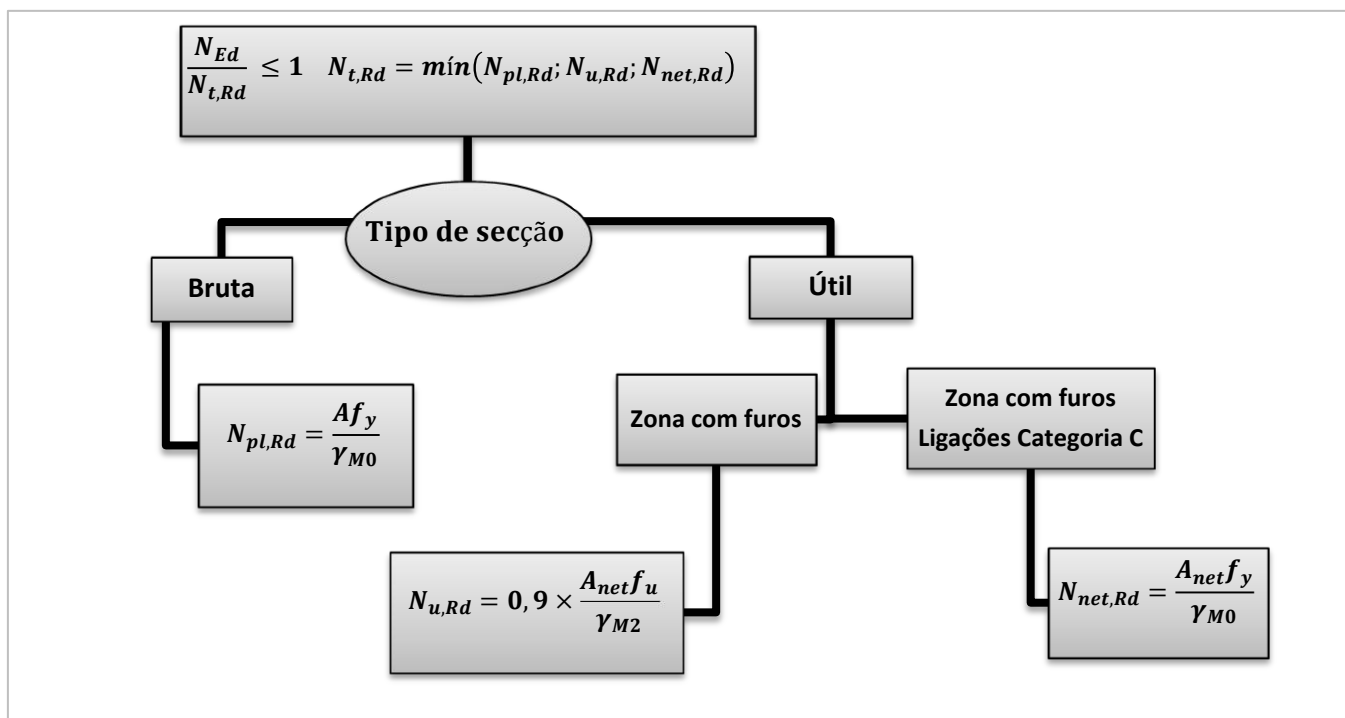 N_Ed / N_t,Rd ≤ 1 N_t,Rd = mín(N_pl,Rd; N_u,Rd; N_net,Rd)
Tipo de secção
Bruta
Útil
Zona com furos
Zona com furos
Ligações Categoria C
N_pl,Rd = Af_y / γ_M0
N_u,Rd = 0,9 × A_net f_u / γ_M2
N_net,Rd = A_net f_y / γ_M0